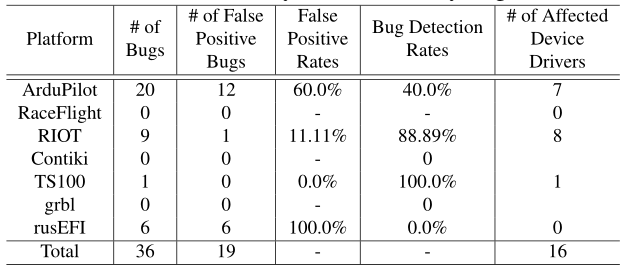 Platform
# of
Bugs
# of False
Positive
Bugs
False
Positive
Rates
Bug Detection
Rates
# of Affected
Device
Drivers
ArduPilot 20 12 60.0% 40.0% 7
RaceFlight 0 0 - - 0
RIOT 9 1 11.11% 88.89% 8
Contiki 0 0 - 0
TS100 1 0 0.0% 100.0% 1
grbl 0 0 - 0
rusEFI 6 6 100.0% 0.0% 0
Total 36 19 - - 16